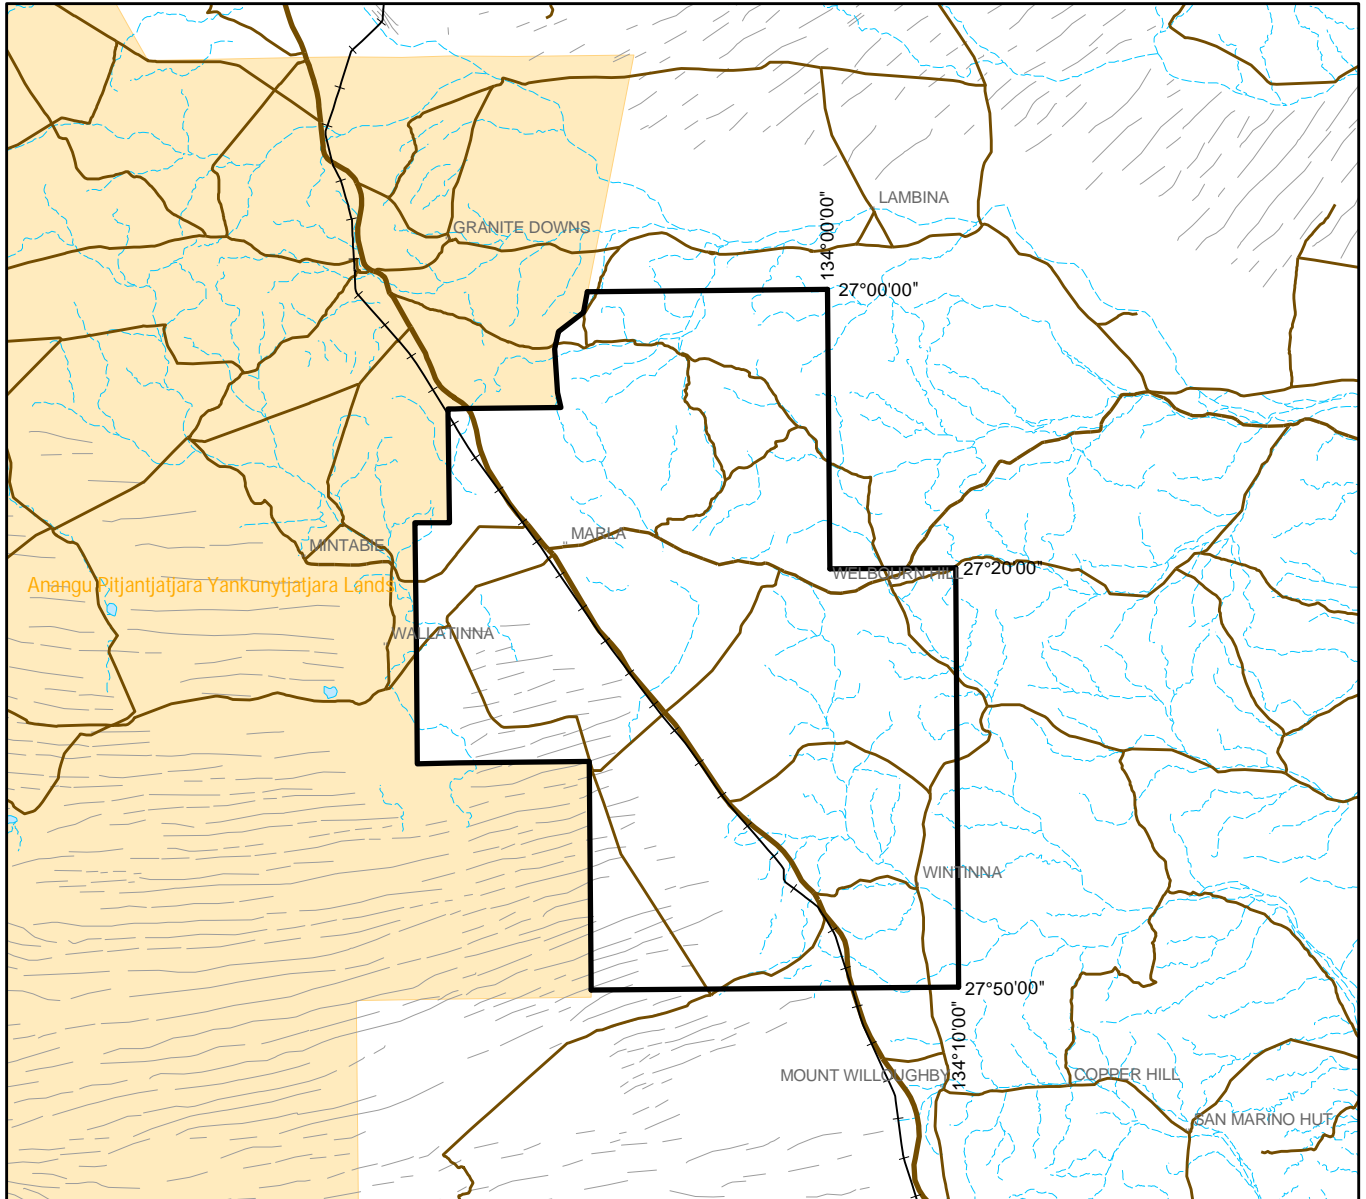 LAMBINA
134°00'00"
GRANITE DOWNS
27°00'00"
MARLA
MINTABIE
WELBOURN HILL
27°20'00"
Anangu Pitjantjatjara Yankunytjatjara Lands
WALLATINNA
WINTINNA
27°50'00"
134°10'00"
MOUNT WILLOUGHBY
COPPER HILL
SAN MARINO HUT